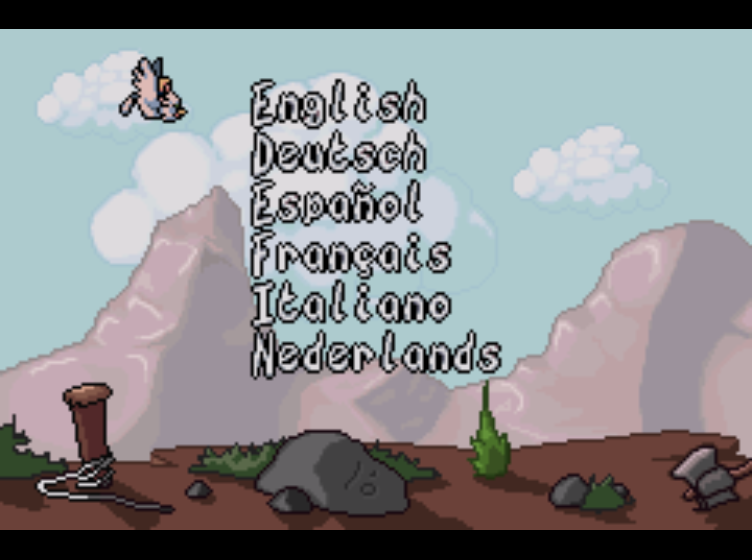 English
Deutsch
Español
Français
Italiano
Nederlands